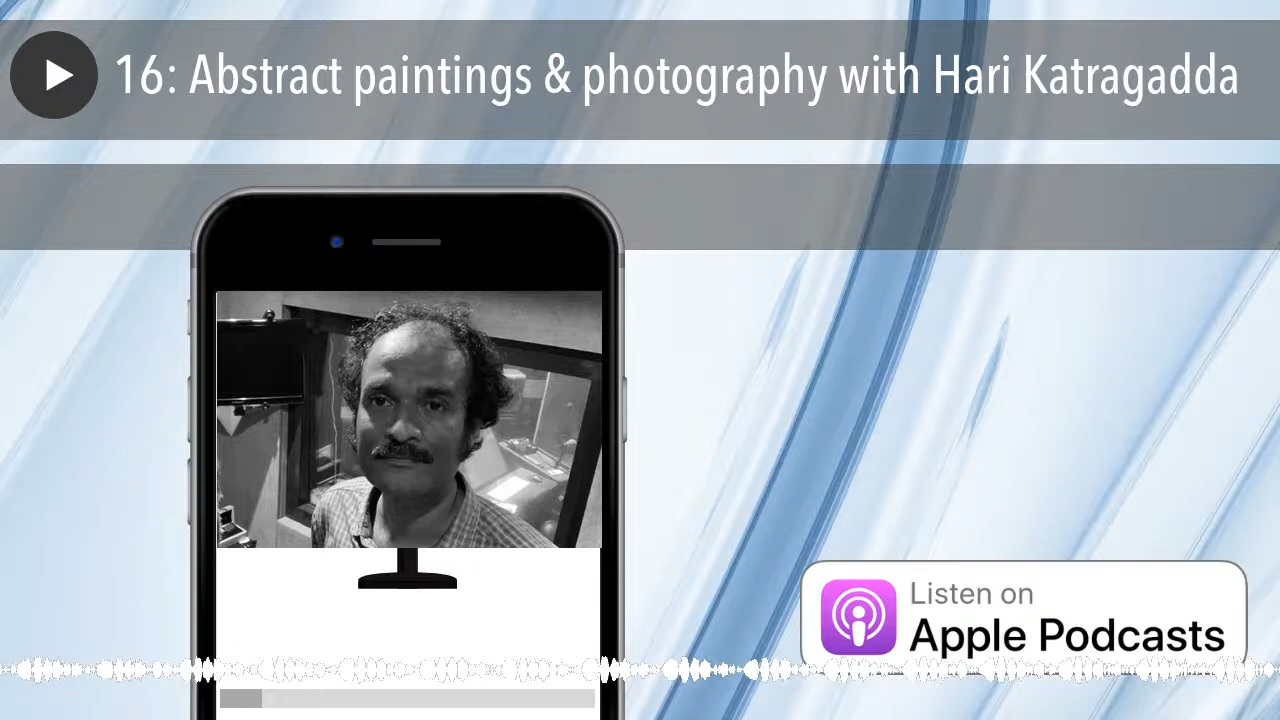 16: Abstract paintings & photography with Hari Katragadda
Listen on
Apple Podcasts